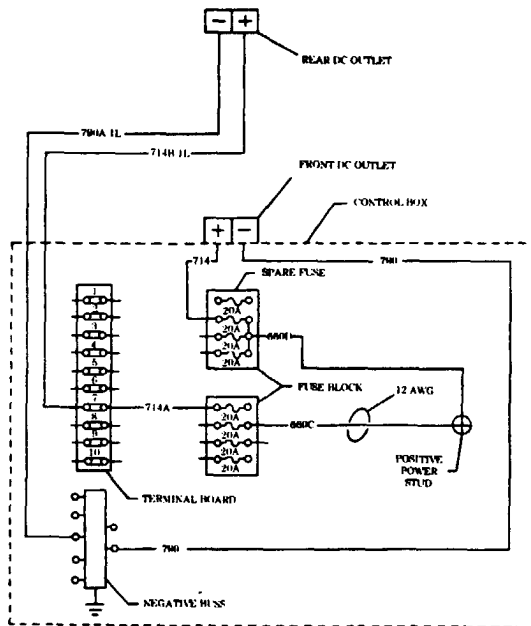 − +
REAR DC OUTLET
790A 1L
714B 1L
FRONT DC OUTLET
CONTROL BOX
+ −
714
790
SPARE FUSE
1
2
3
4
5
6
7
8
9
10
20A
20A
20A
20A
680D
FUSE BLOCK
12 AWG
714A
20A
20A
20A
20A
680C
POSITIVE
POWER
STUD
TERMINAL BOARD
790
NEGATIVE BUSS